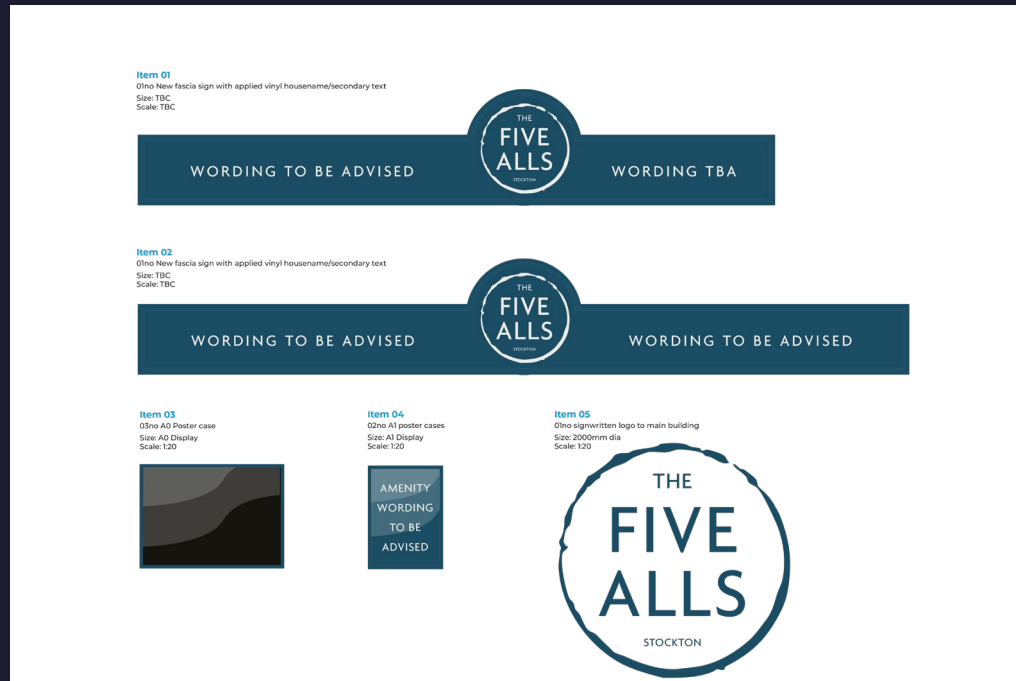 Item 01
01no New fascia sign with applied vinyl housename/secondary text
Size: TBC
Scale: TBC
WORDING TO BE ADVISED
THE
FIVE
ALLS
STOCKTON
WORDING TBA
Item 02
01no New fascia sign with applied vinyl housename/secondary text
Size: TBC
Scale: TBC
WORDING TO BE ADVISED
THE
FIVE
ALLS
STOCKTON
WORDING TO BE ADVISED
Item 03
03no A0 Poster case
Size: A0 Display
Scale: 1:20
Item 04
02no A1 poster cases
Size: A1 Display
Scale: 1:20
AMENITY
WORDING
TO BE
ADVISED
Item 05
01no signwritten logo to main building
Size: 2000mm dia
Scale: 1:20
THE
FIVE
ALLS
STOCKTON